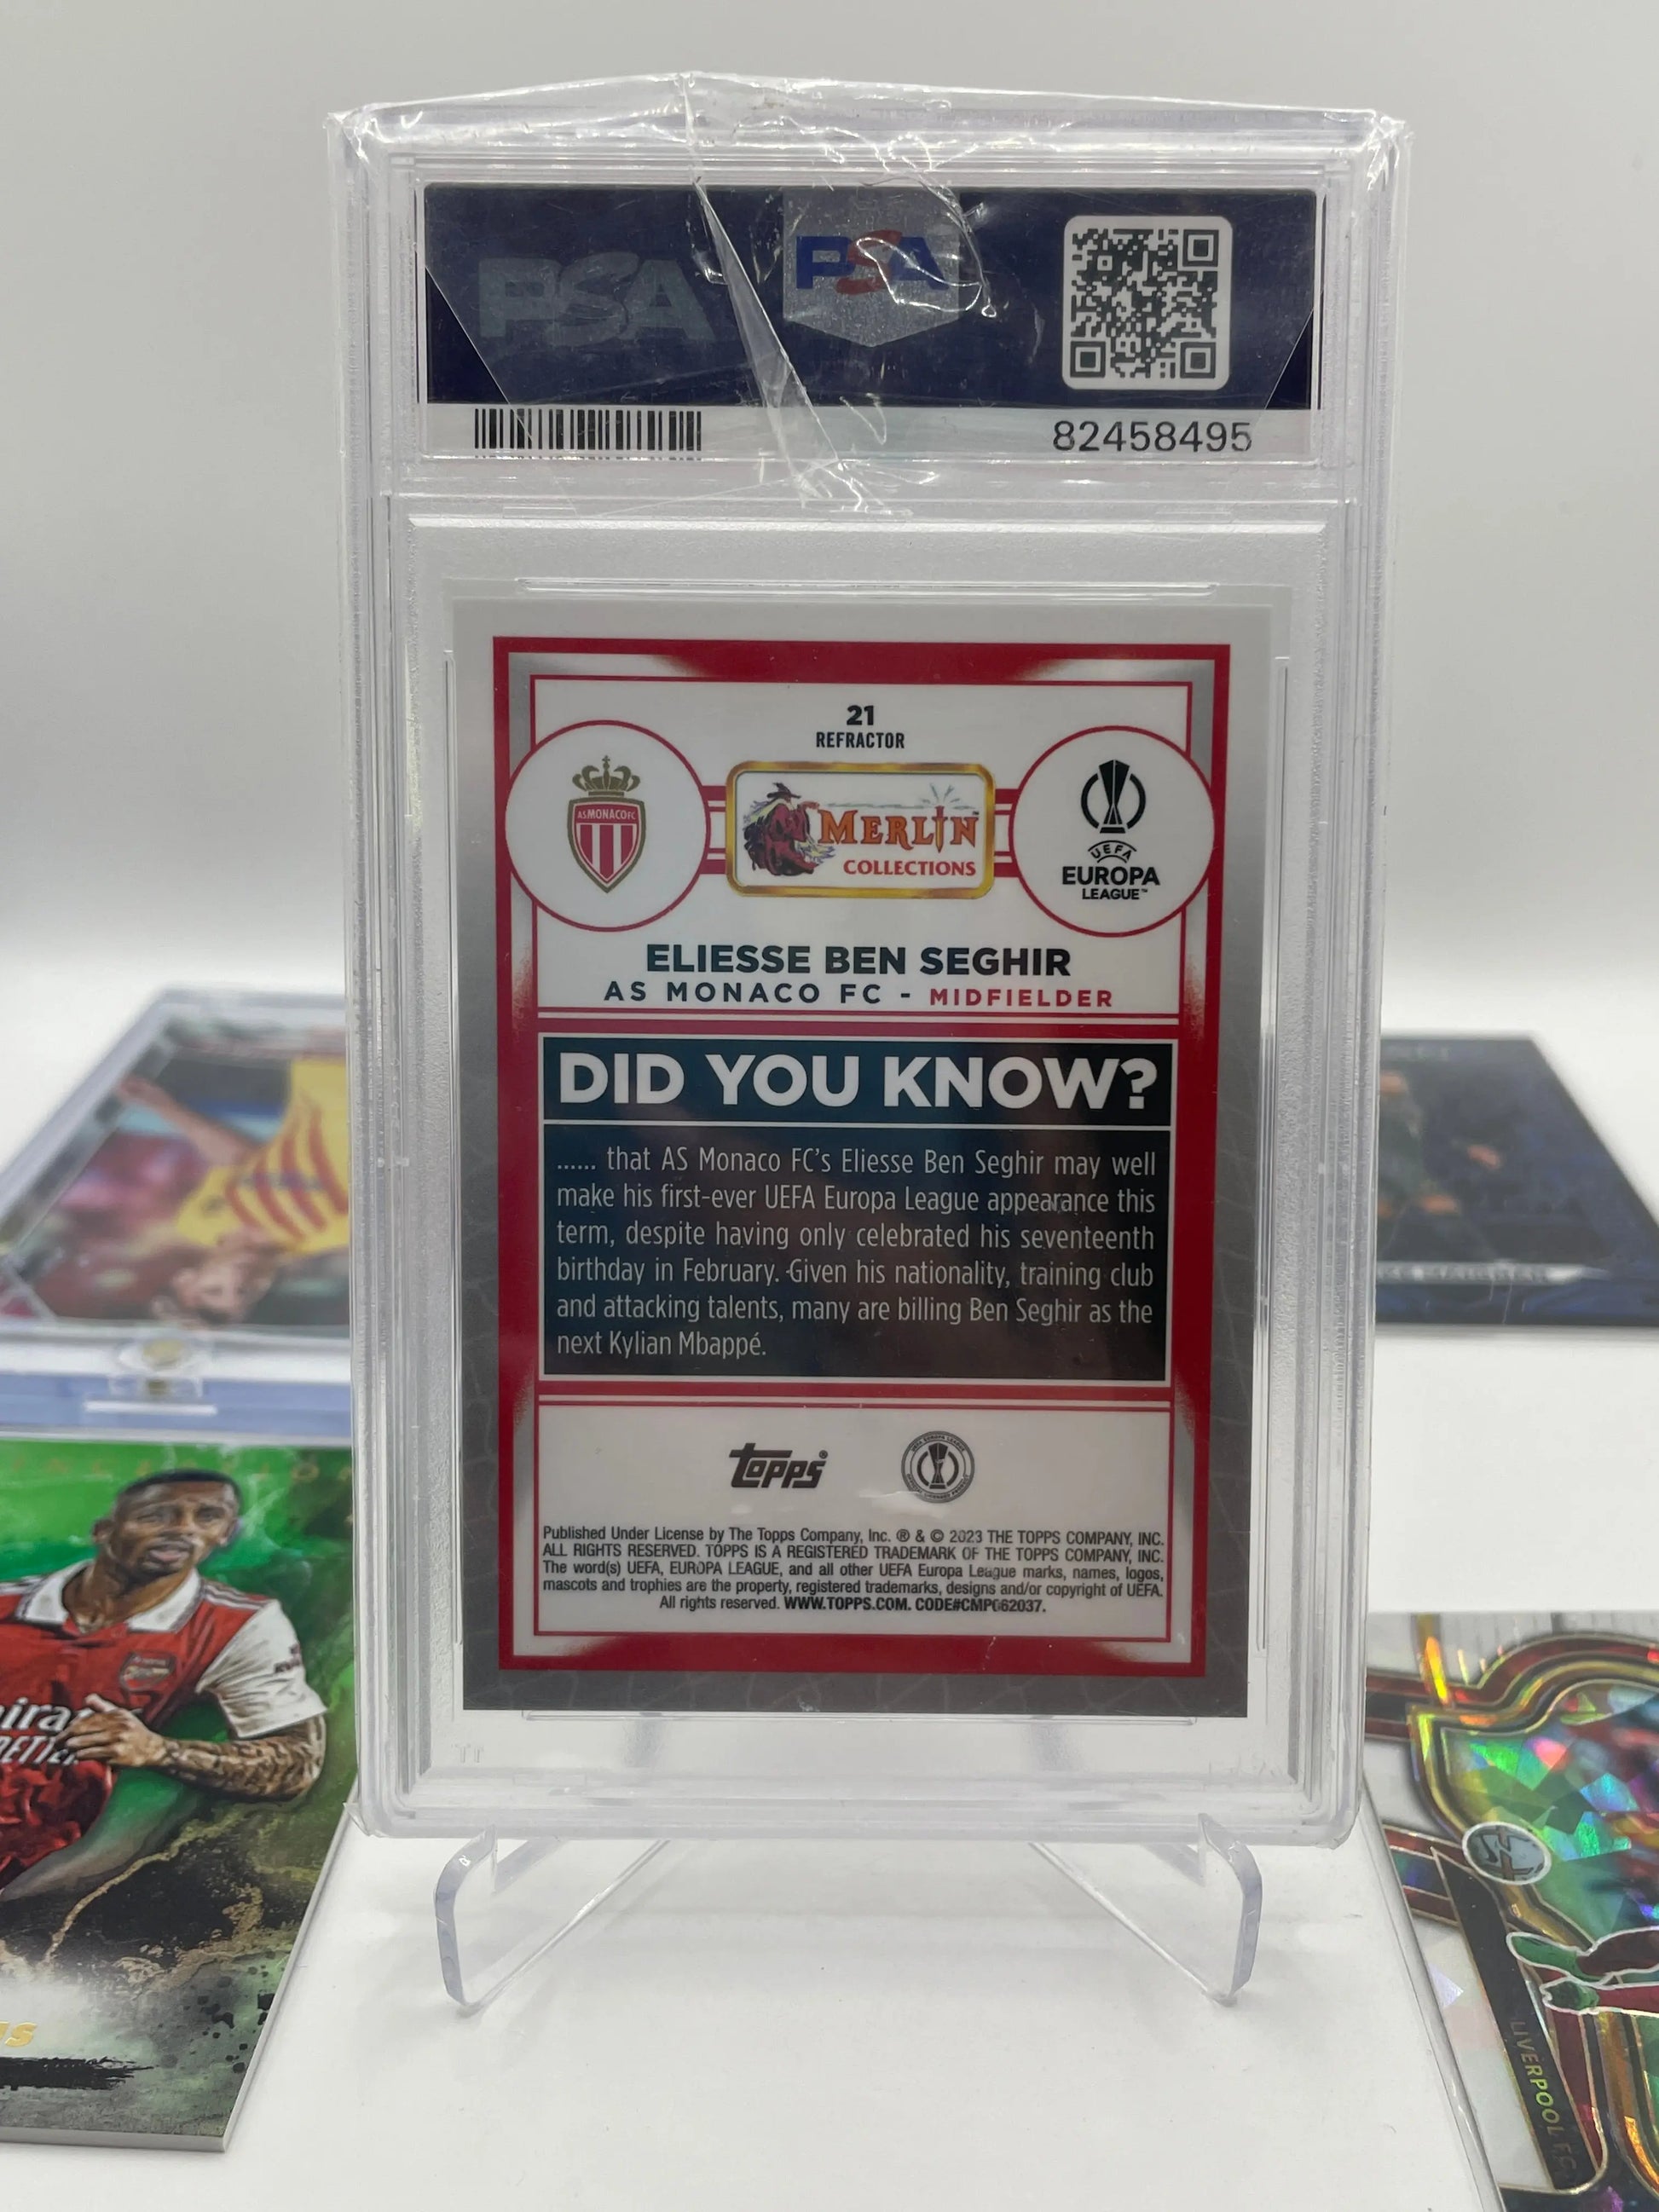 PSA
PSA
82458495
21
REFRACTOR
AS MONACO FC
MERLIN™
COLLECTIONS
UEFA
EUROPA
LEAGUE™
ELIESSE BEN SEGHIR
AS MONACO FC - MIDFIELDER
DID YOU KNOW?
...... that AS Monaco FC's Eliesse Ben Seghir may well
make his first-ever UEFA Europa League appearance this
term, despite having only celebrated his seventeenth
birthday in February. Given his nationality, training club
and attacking talents, many are billing Ben Seghir as the
next Kylian Mbappé.
topps®
Published Under License by The Topps Company, Inc. ® & © 2023 THE TOPPS COMPANY, INC.
ALL RIGHTS RESERVED. TOPPS IS A REGISTERED TRADEMARK OF THE TOPPS COMPANY, INC.
The word(s) UEFA, EUROPA LEAGUE, and all other UEFA Europa League marks, names, logos,
mascots and trophies are the property, registered trademarks, designs and/or copyright of UEFA.
All rights reserved. WWW.TOPPS.COM. CODE#CMP062037.
LIVERPOOL F.C.